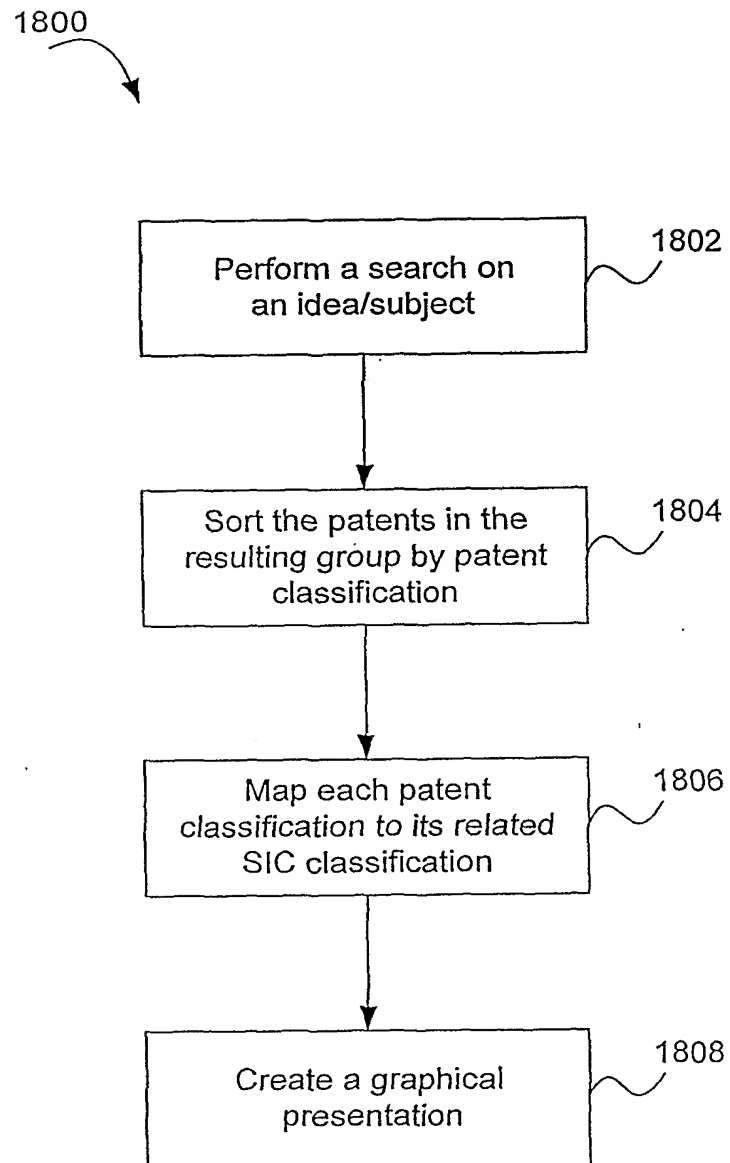 1800
Perform a search on
an idea/subject
1802
Sort the patents in the
resulting group by patent
classification
1804
Map each patent
classification to its related
SIC classification
1806
Create a graphical
presentation
1808